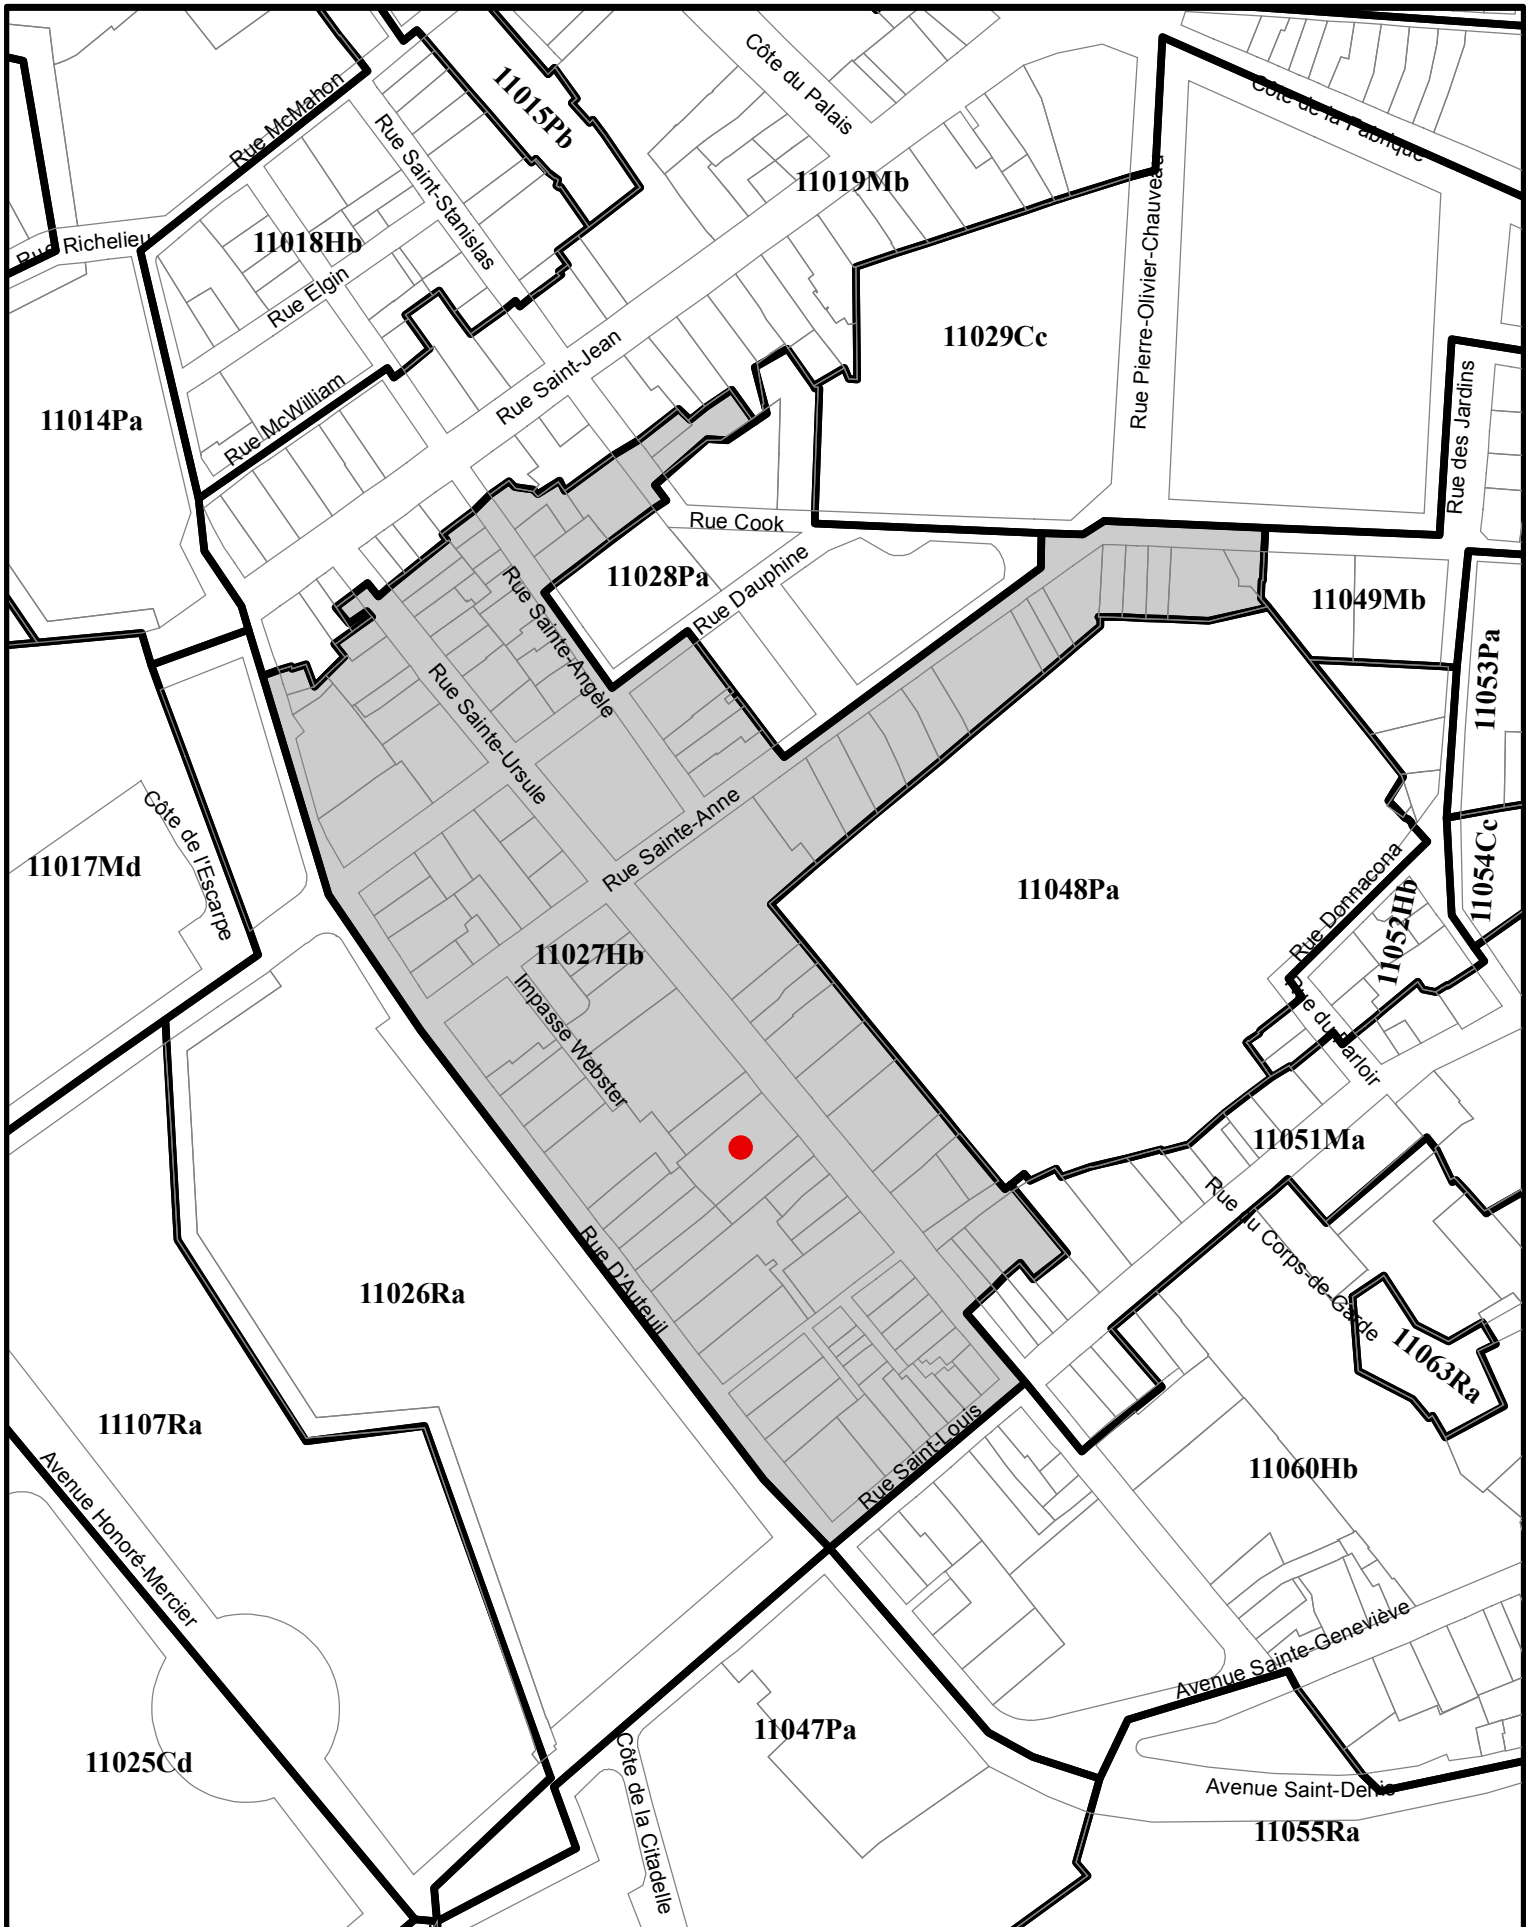 Côte du Palais
11015Pb
Rue McMahon
Côte de la Fabrique
Rue Saint-Stanislas
11019Mb
Rue Richelieu
11018Hb
Rue Pierre-Olivier-Chauveau
Rue Elgin
11029Cc
Rue Saint-Jean
Rue McWilliam
11014Pa
Rue des Jardins
Rue Cook
11028Pa
Rue Dauphine
11049Mb
Rue Sainte-Angèle
11053Pa
Rue Sainte-Ursule
Côte de l'Escarpe
Rue Sainte-Anne
11017Md
11054Cc
11048Pa
Rue Donnacona
11052Hb
11027Hb
Impasse Webster
Rue du Parloir
11051Ma
Rue du Corps-de-Garde
11026Ra
Rue D'Auteuil
11063Ra
11107Ra
Rue Saint-Louis
11060Hb
Avenue Honoré-Mercier
Avenue Sainte-Geneviève
11047Pa
11025Cd
Côte de la Citadelle
Avenue Saint-Denis
11055Ra